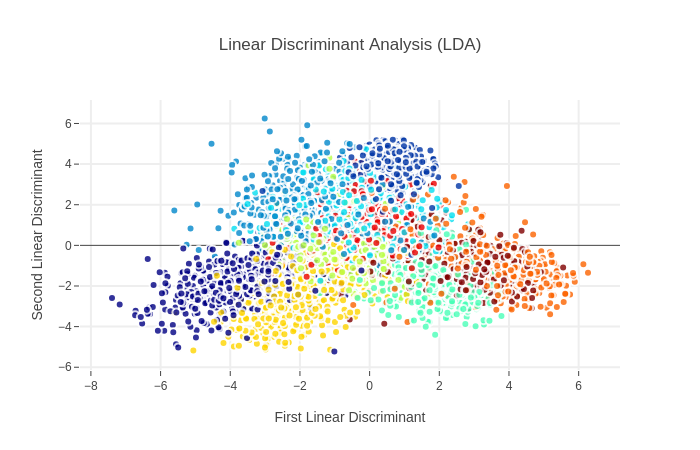 Linear Discriminant Analysis (LDA)
Second Linear Discriminant
6
4
2
0
−2
−4
−6
−8 −6 −4 −2 0 2 4 6
First Linear Discriminant